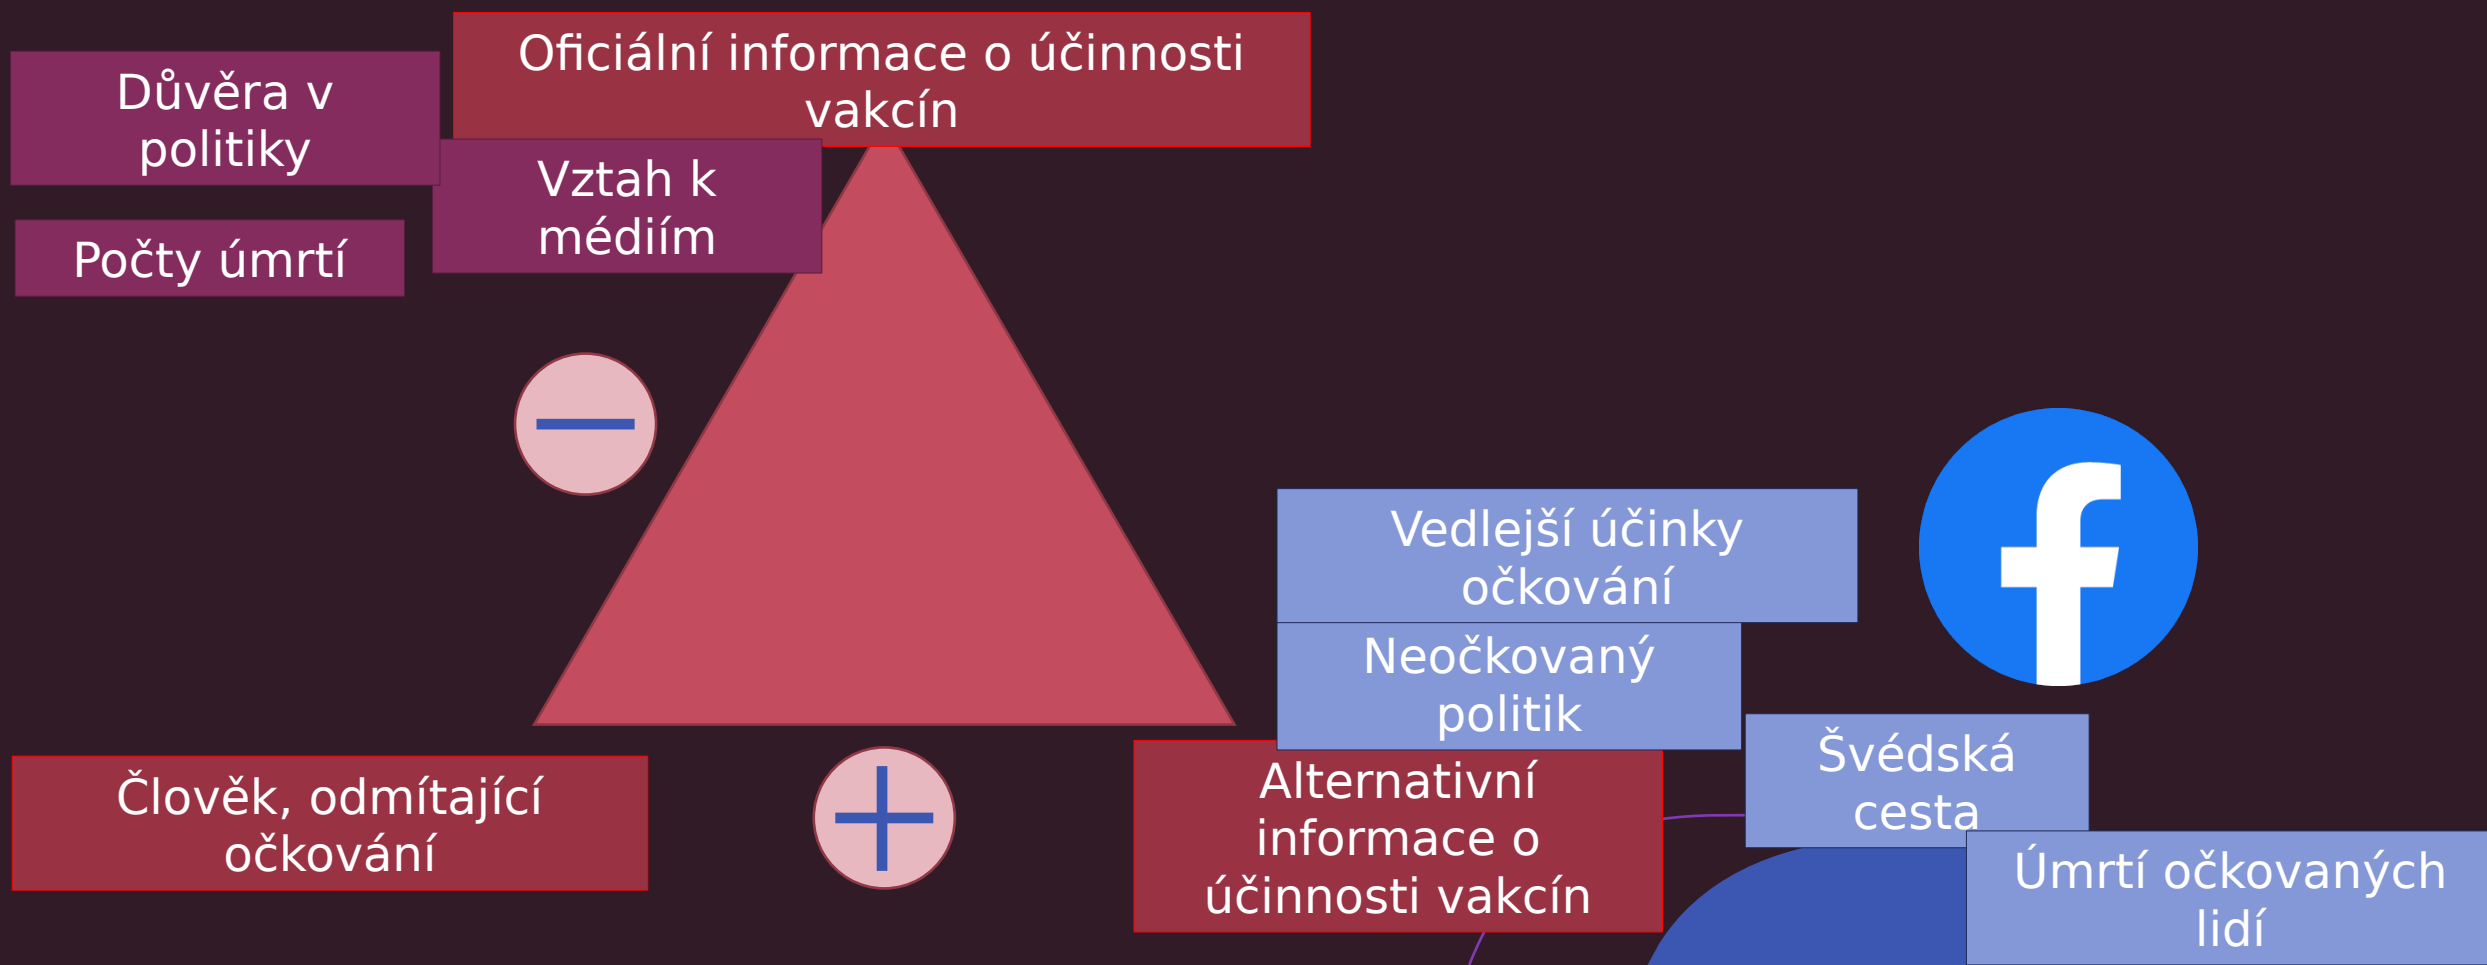 Oficiální informace o účinnosti
vakcín
Důvěra v
politiky
Vztah k
médiím
Počty úmrtí
Vedlejší účinky
očkování
Neočkovaný
politik
Švédská
cesta
Člověk, odmítající
očkování
Alternativní
informace o
účinnosti vakcín
Úmrtí očkovaných
lidí